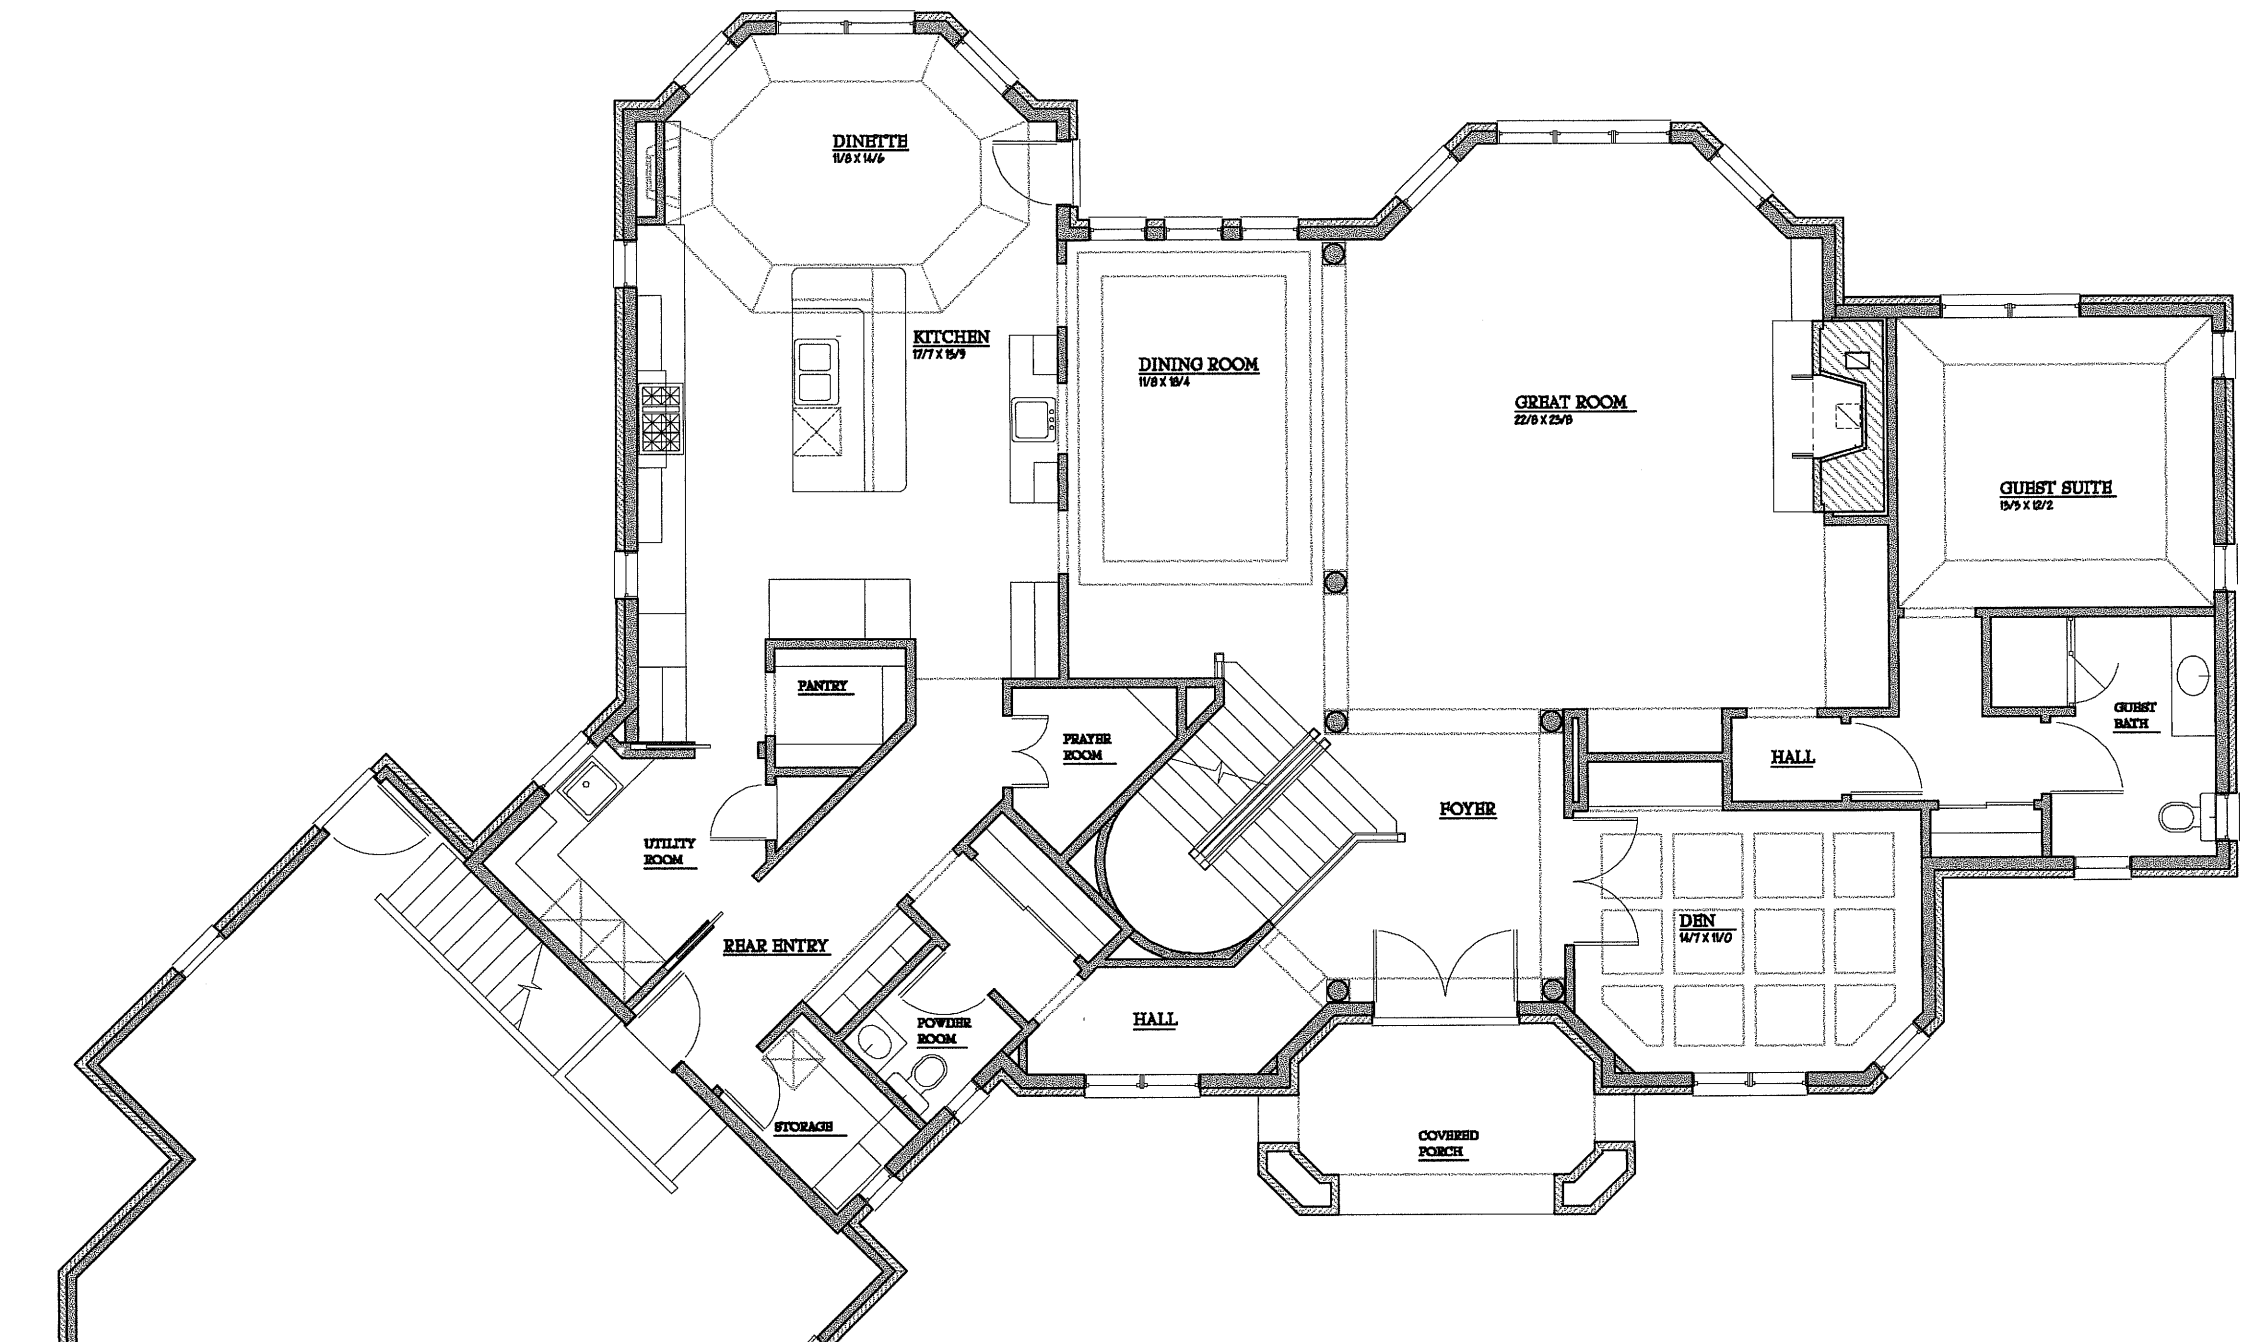 DINETTE
11/8 X 14/6
KITCHEN
17/7 X 15/9
DINING ROOM
11/8 X 18/4
GREAT ROOM
22/8 X 23/8
GUEST SUITE
13/3 X 12/2
PANTRY
PRAYER
ROOM
GUEST
BATH
HALL
FOYER
UTILITY
ROOM
DEN
14/7 X 11/0
REAR ENTRY
POWDER
ROOM
HALL
STORAGE
COVERED
PORCH